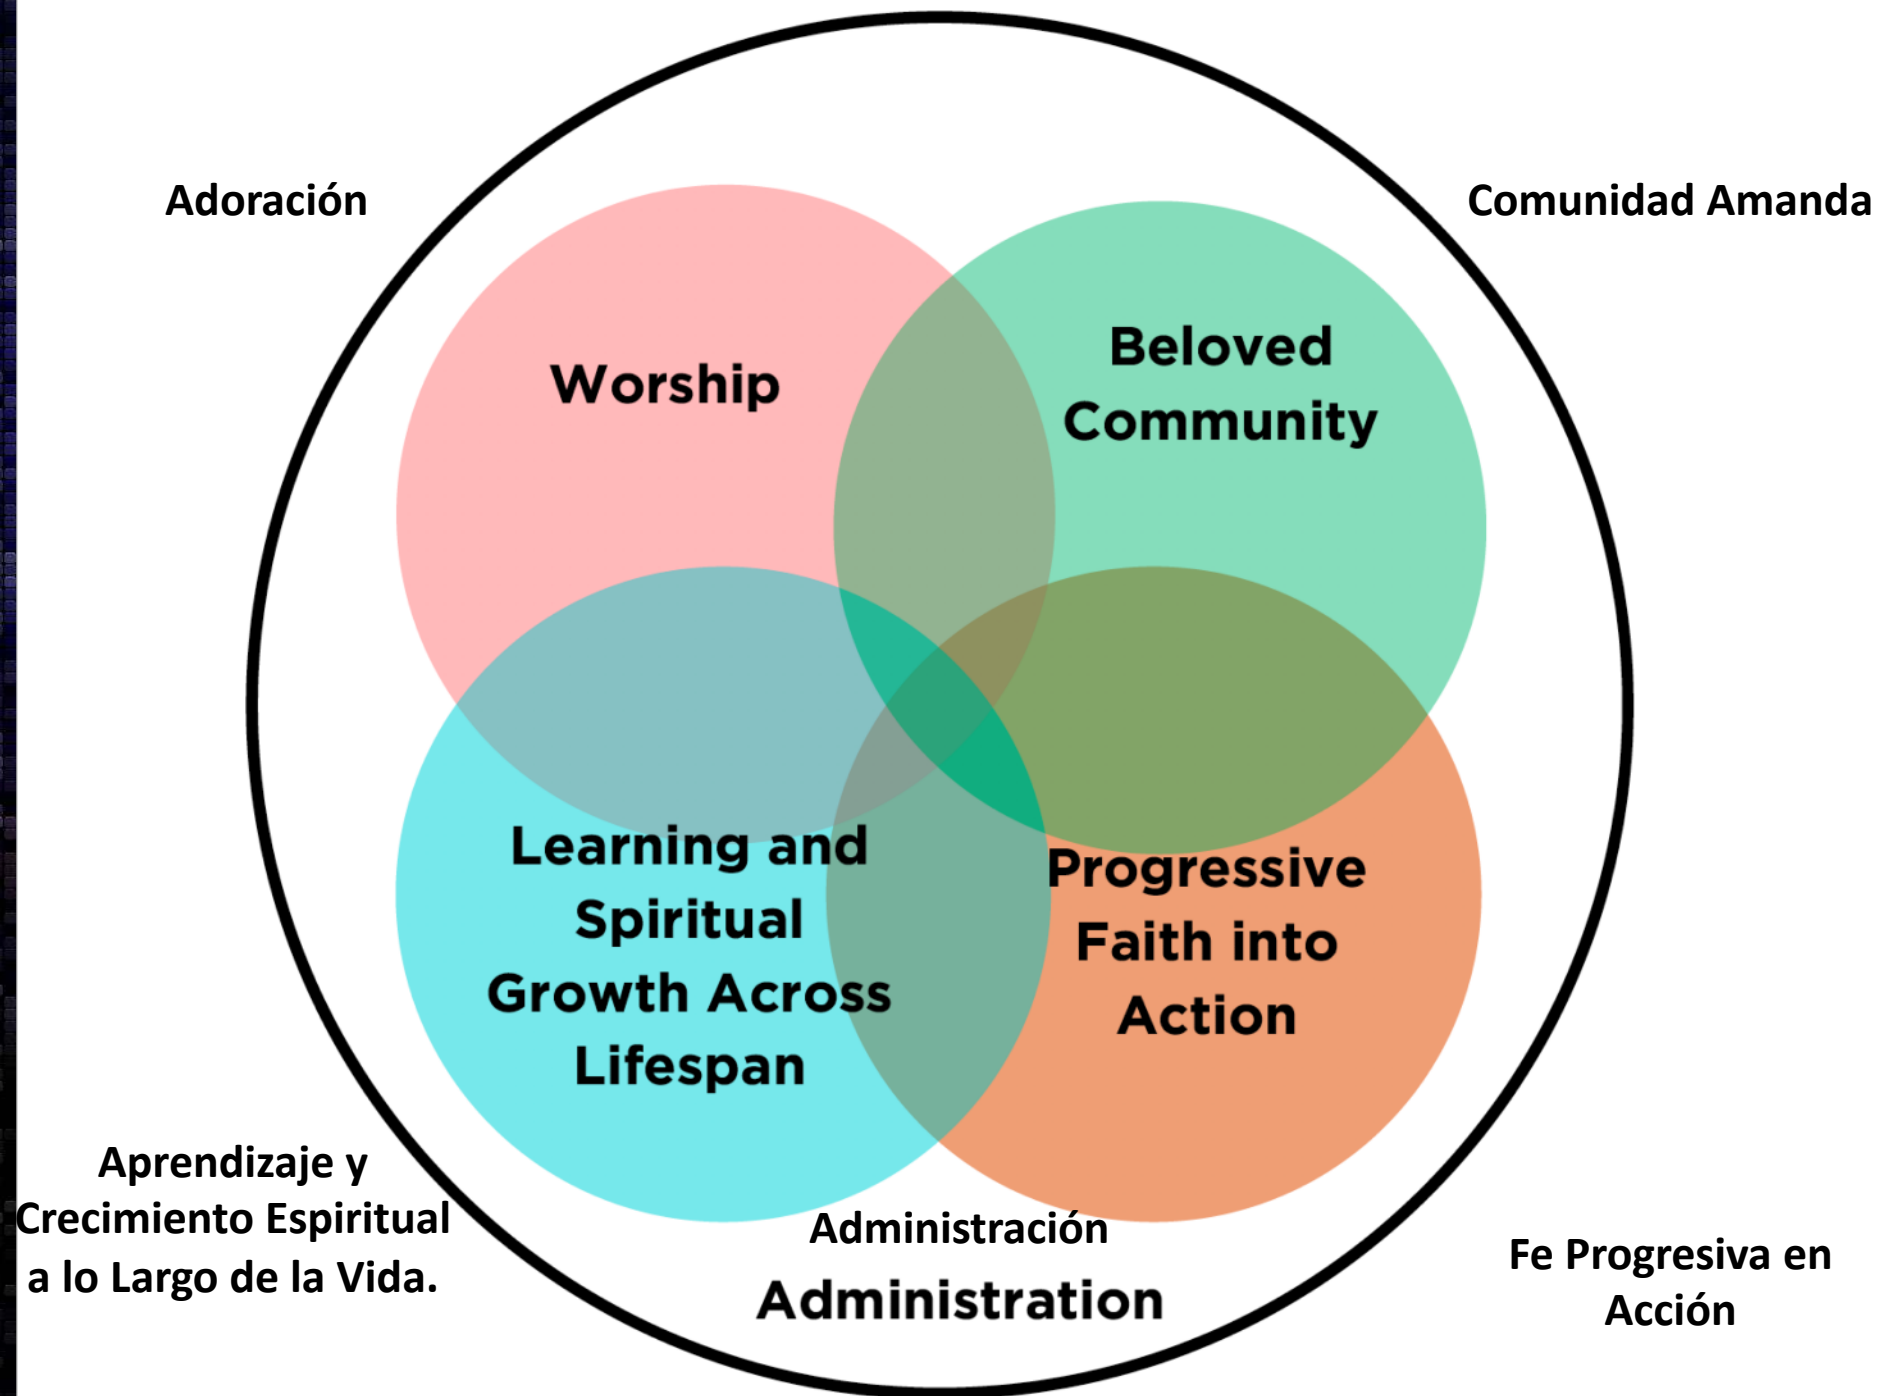 Adoración
Comunidad Amanda
Worship
Beloved
Community
Learning and
Spiritual
Growth Across
Lifespan
Progressive
Faith into
Action
Aprendizaje y
Crecimiento Espiritual
a lo Largo de la Vida.
Administración
Administration
Fe Progresiva en
Acción